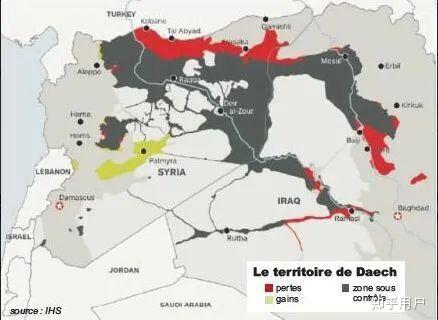 TURKEY
Kobane
Tal Abyad
Qamishli
Hasaka
Mosul
Aleppo
Raqqa
Erbil
Deir
al-Zour
Kirkuk
Hama
Homs
Baiji
Palmyra
LEBANON
SYRIA
Damascus
IRAQ
Baghdad
Ramadi
ISRAEL
Rutba
JORDAN
SAUDI ARABIA
Le territoire de Daech
pertes
gains
zone sous
contrôle
source : IHS
知乎用户